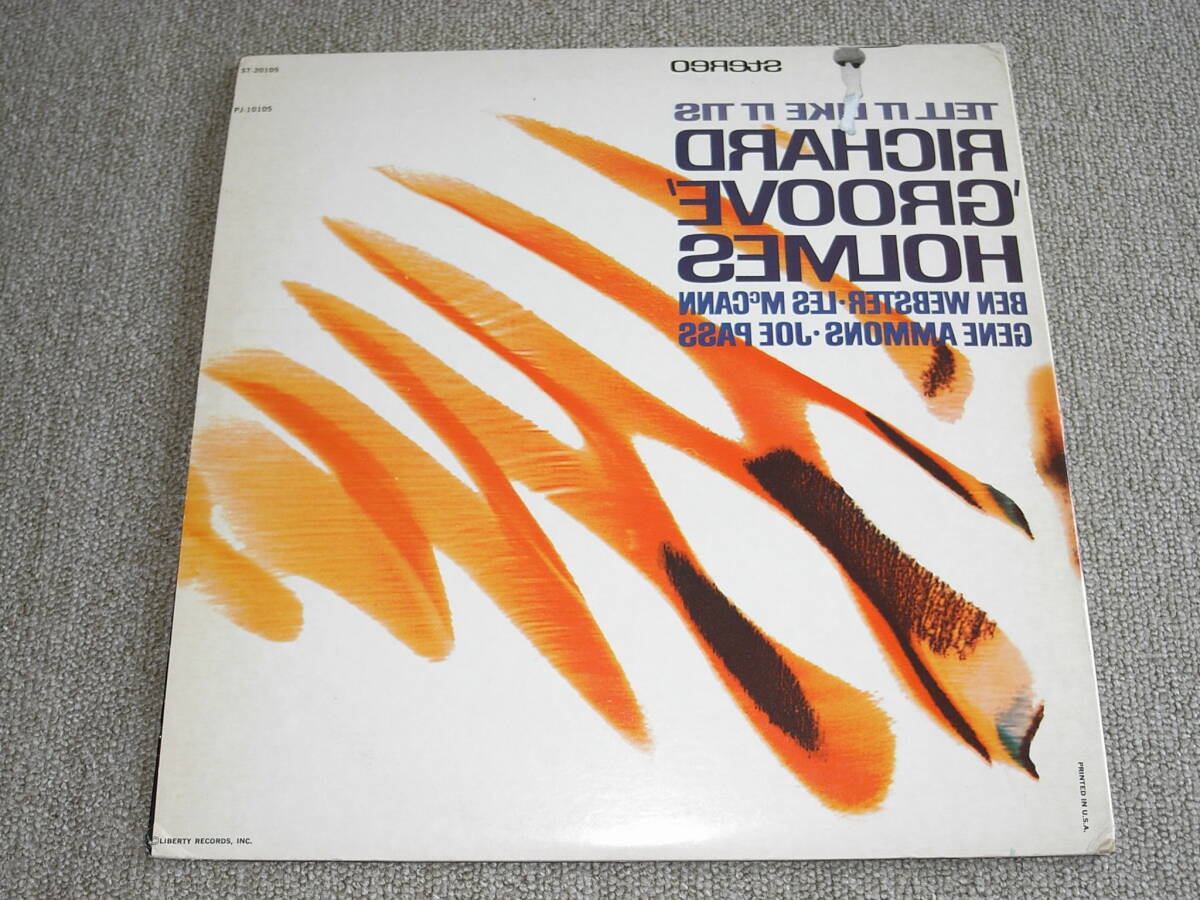 ST-20105
STEREO
PJ-10105
TELL IT LIKE IT TIS
RICHARD
'GROOVE'
HOLMES
BEN WEBSTER·LES McCANN
GENE AMMONS·JOE PASS
PRINTED IN U.S.A.
©LIBERTY RECORDS, INC.